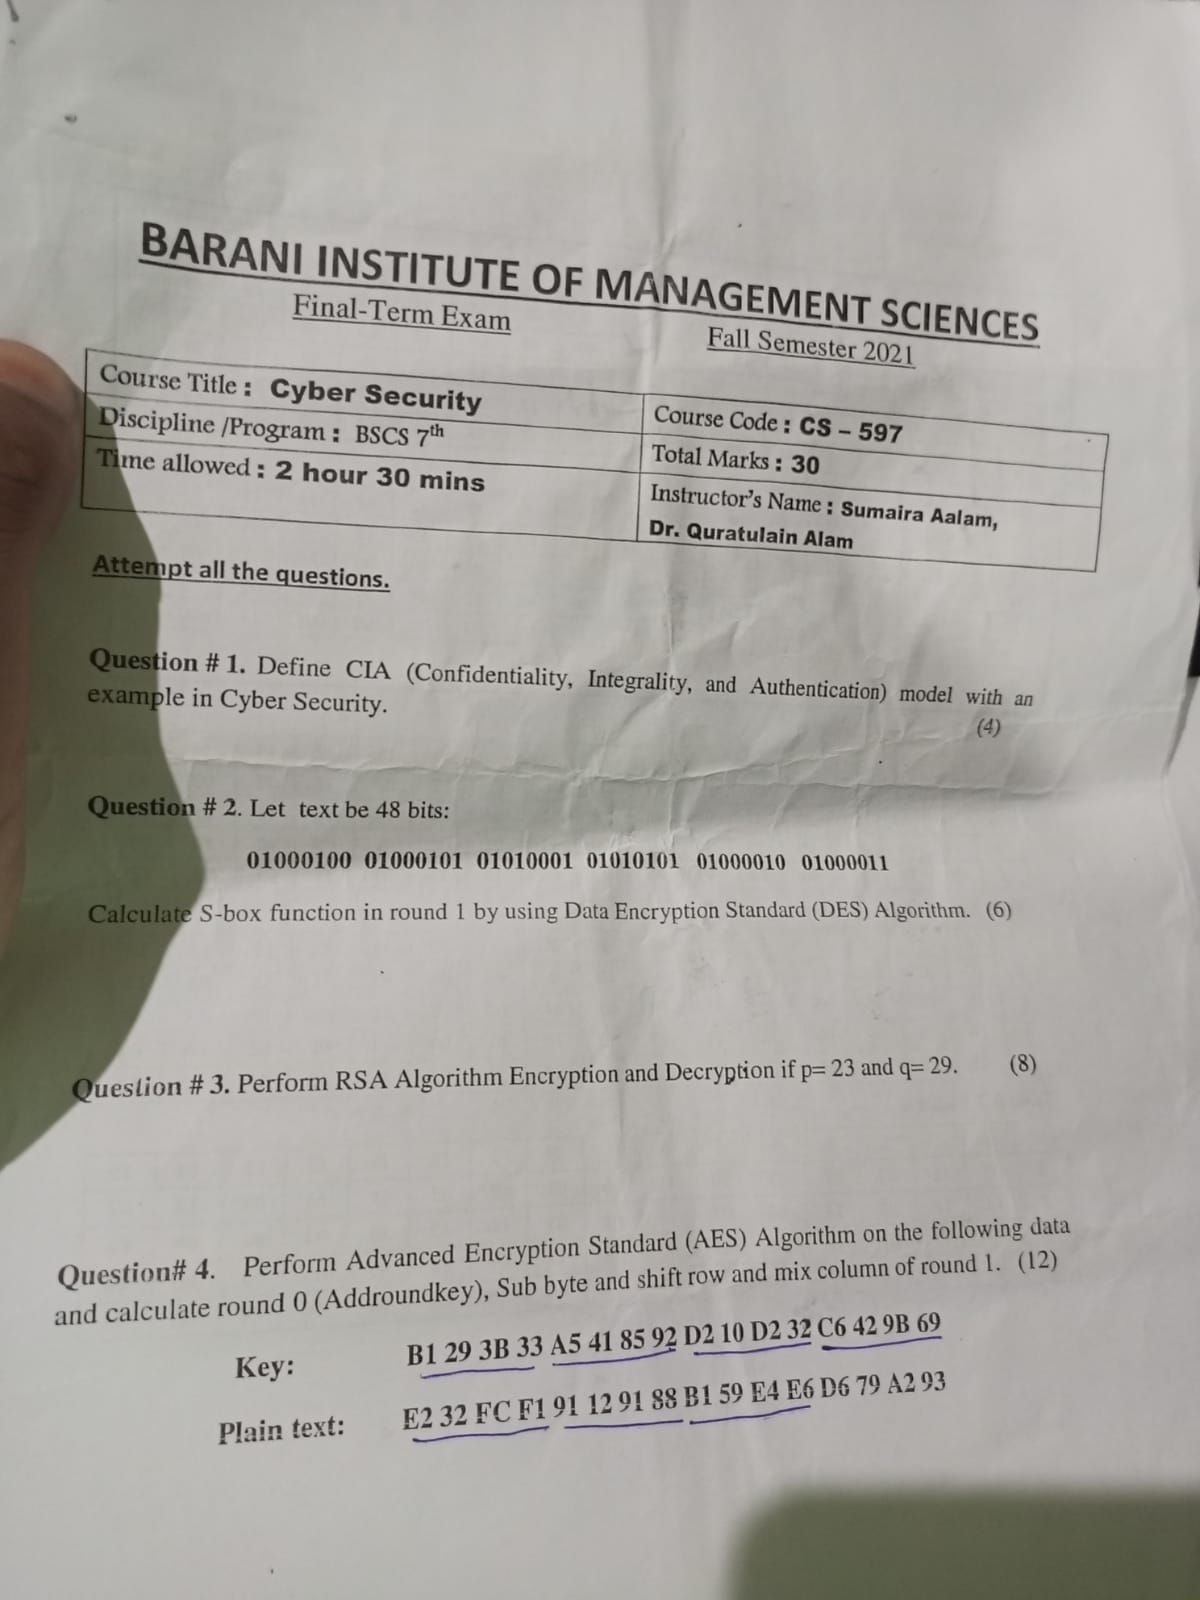 BARANI INSTITUTE OF MANAGEMENT SCIENCES
Final-Term Exam Fall Semester 2021
Course Title : Cyber Security Course Code : CS – 597
Discipline /Program : BSCS 7th Total Marks : 30
Time allowed : 2 hour 30 mins Instructor's Name : Sumaira Aalam,
Dr. Quratulain Alam
Attempt all the questions.
Question # 1. Define CIA (Confidentiality, Integrality, and Authentication) model with an
example in Cyber Security. (4)
Question # 2. Let text be 48 bits:
01000100 01000101 01010001 01010101 01000010 01000011
Calculate S-box function in round 1 by using Data Encryption Standard (DES) Algorithm. (6)
Question # 3. Perform RSA Algorithm Encryption and Decryption if p= 23 and q= 29. (8)
Question# 4. Perform Advanced Encryption Standard (AES) Algorithm on the following data
and calculate round 0 (Addroundkey), Sub byte and shift row and mix column of round 1. (12)
Key: B1 29 3B 33 A5 41 85 92 D2 10 D2 32 C6 42 9B 69
Plain text: E2 32 FC F1 91 12 91 88 B1 59 E4 E6 D6 79 A2 93